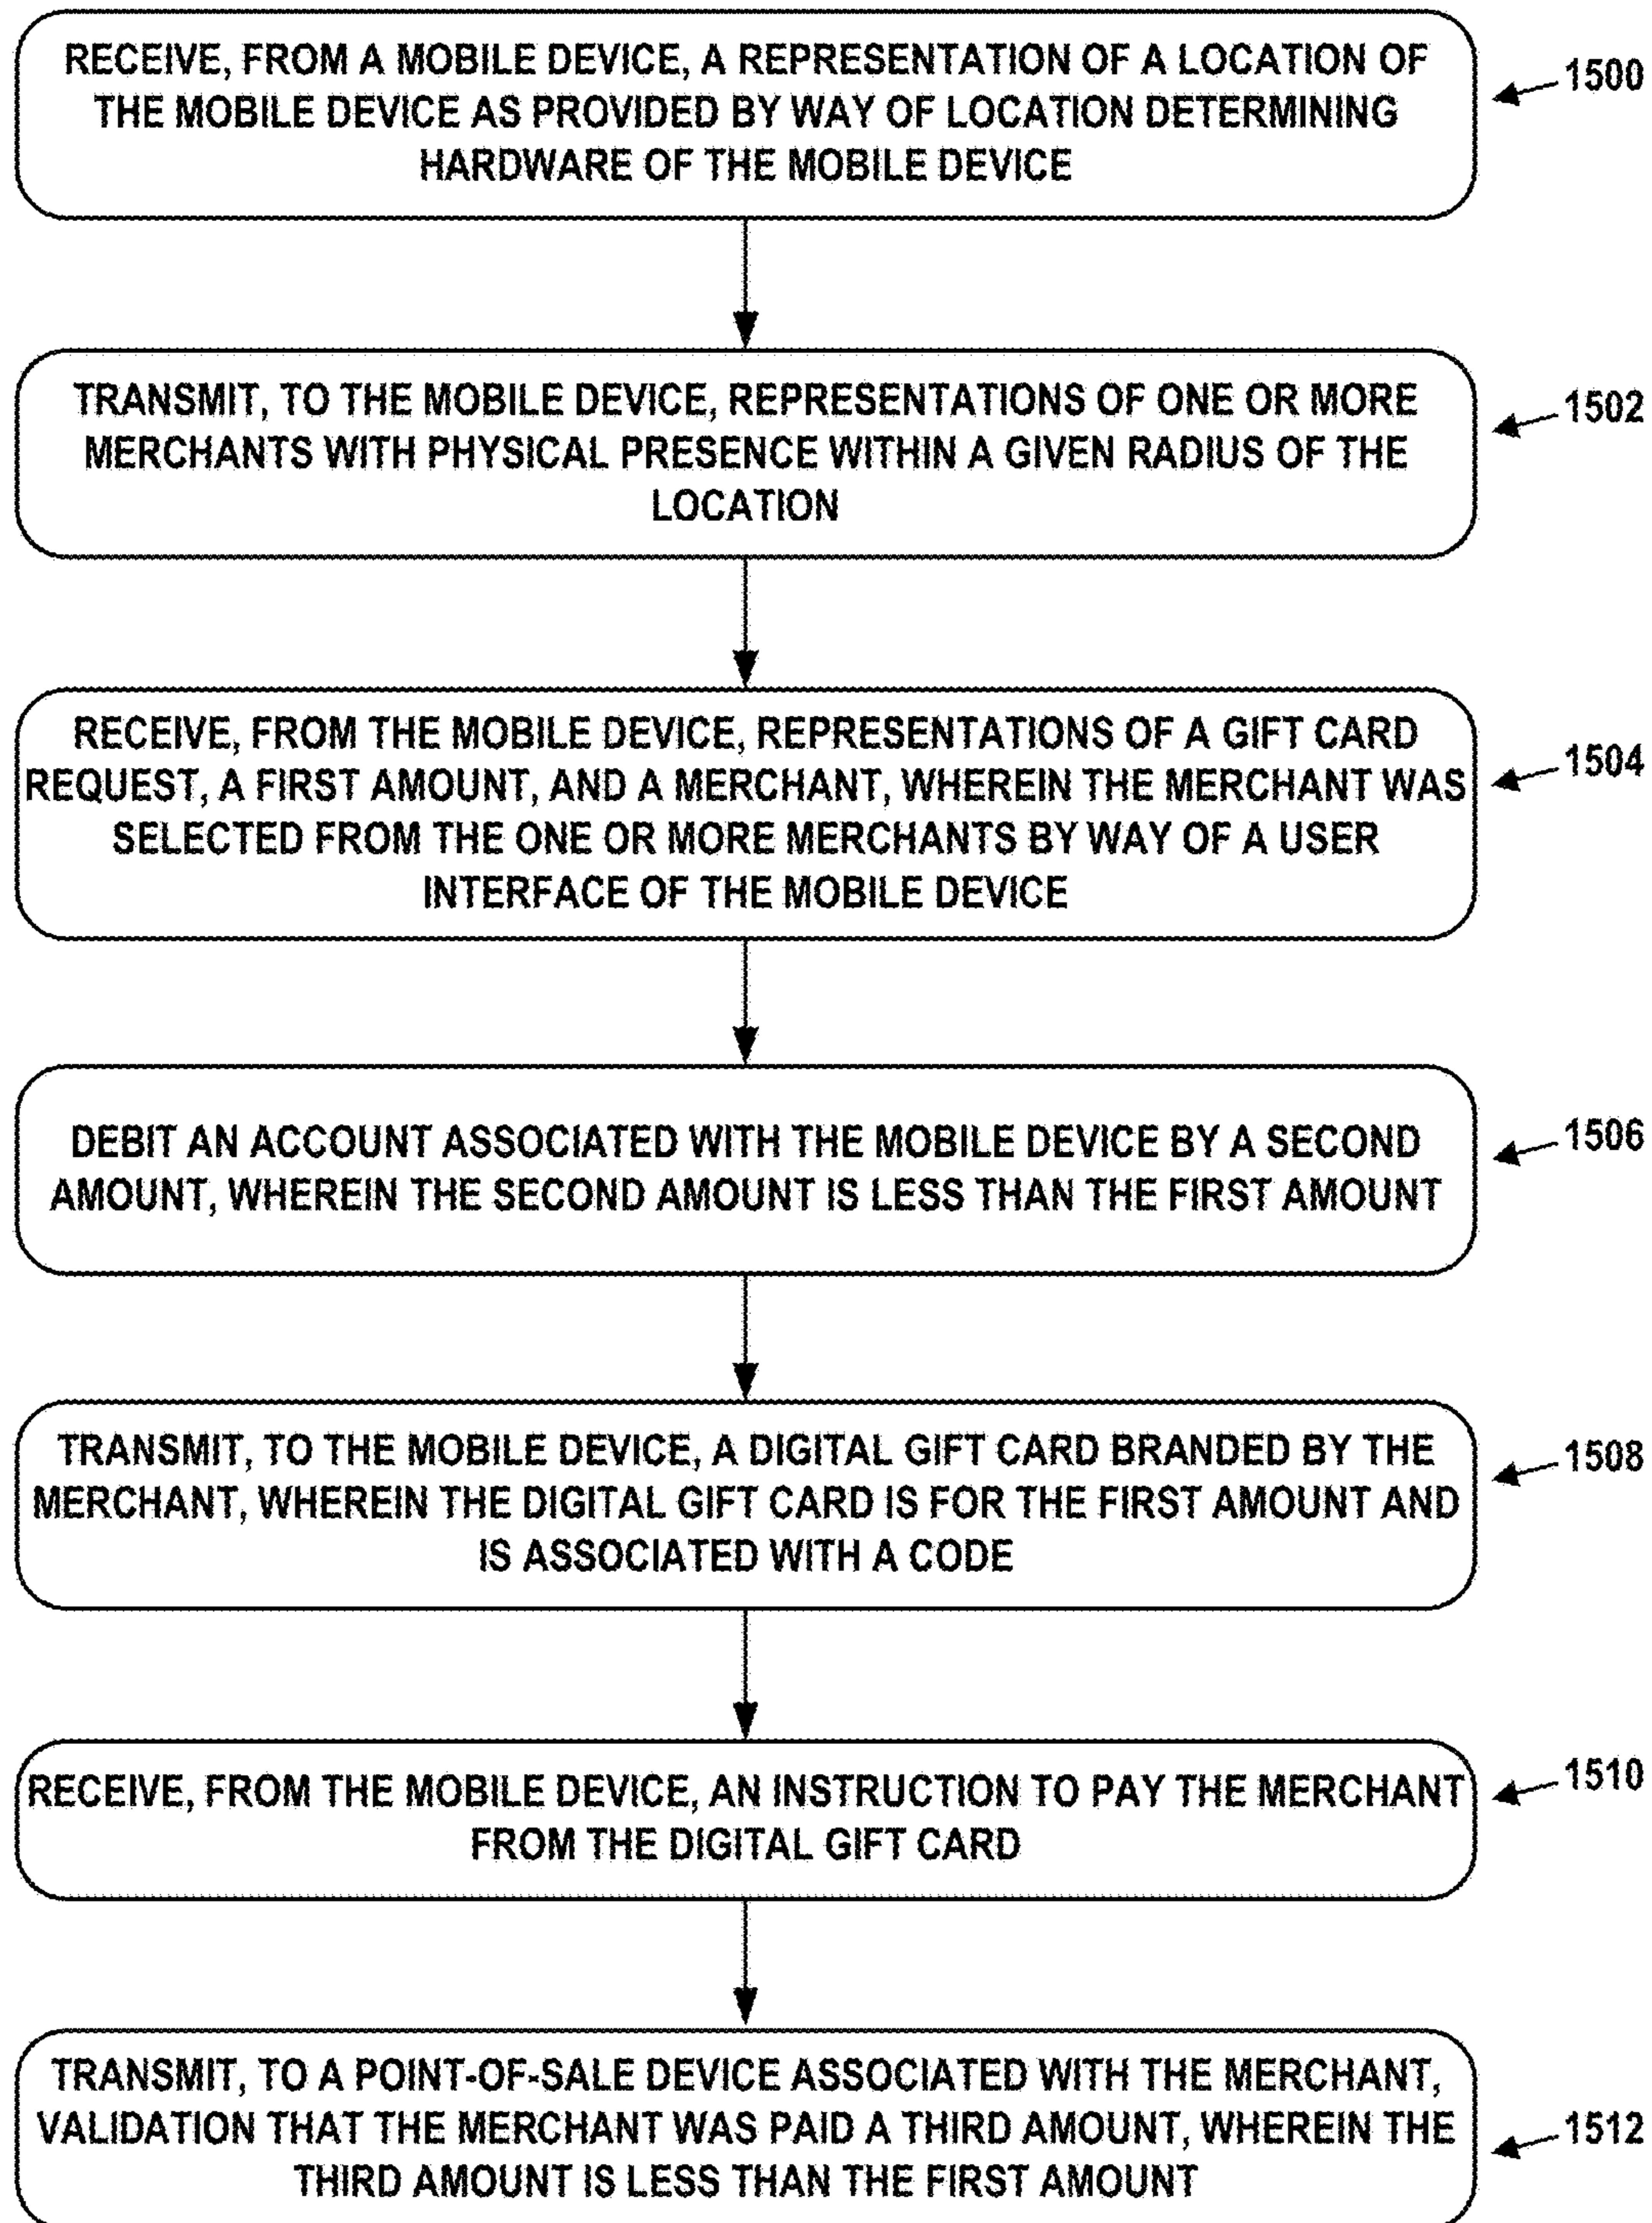 RECEIVE, FROM A MOBILE DEVICE, A REPRESENTATION OF A LOCATION OF
THE MOBILE DEVICE AS PROVIDED BY WAY OF LOCATION DETERMINING
HARDWARE OF THE MOBILE DEVICE
1500
TRANSMIT, TO THE MOBILE DEVICE, REPRESENTATIONS OF ONE OR MORE
MERCHANTS WITH PHYSICAL PRESENCE WITHIN A GIVEN RADIUS OF THE
LOCATION
1502
RECEIVE, FROM THE MOBILE DEVICE, REPRESENTATIONS OF A GIFT CARD
REQUEST, A FIRST AMOUNT, AND A MERCHANT, WHEREIN THE MERCHANT WAS
SELECTED FROM THE ONE OR MORE MERCHANTS BY WAY OF A USER
INTERFACE OF THE MOBILE DEVICE
1504
DEBIT AN ACCOUNT ASSOCIATED WITH THE MOBILE DEVICE BY A SECOND
AMOUNT, WHEREIN THE SECOND AMOUNT IS LESS THAN THE FIRST AMOUNT
1506
TRANSMIT, TO THE MOBILE DEVICE, A DIGITAL GIFT CARD BRANDED BY THE
MERCHANT, WHEREIN THE DIGITAL GIFT CARD IS FOR THE FIRST AMOUNT AND
IS ASSOCIATED WITH A CODE
1508
RECEIVE, FROM THE MOBILE DEVICE, AN INSTRUCTION TO PAY THE MERCHANT
FROM THE DIGITAL GIFT CARD
1510
TRANSMIT, TO A POINT-OF-SALE DEVICE ASSOCIATED WITH THE MERCHANT,
VALIDATION THAT THE MERCHANT WAS PAID A THIRD AMOUNT, WHEREIN THE
THIRD AMOUNT IS LESS THAN THE FIRST AMOUNT
1512